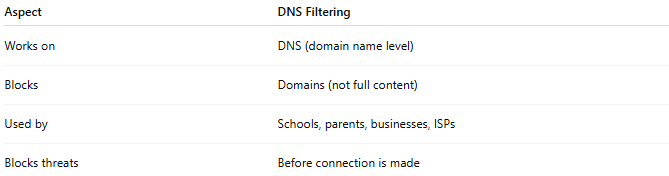 Aspect DNS Filtering
Works on DNS (domain name level)
Blocks Domains (not full content)
Used by Schools, parents, businesses, ISPs
Blocks threats Before connection is made